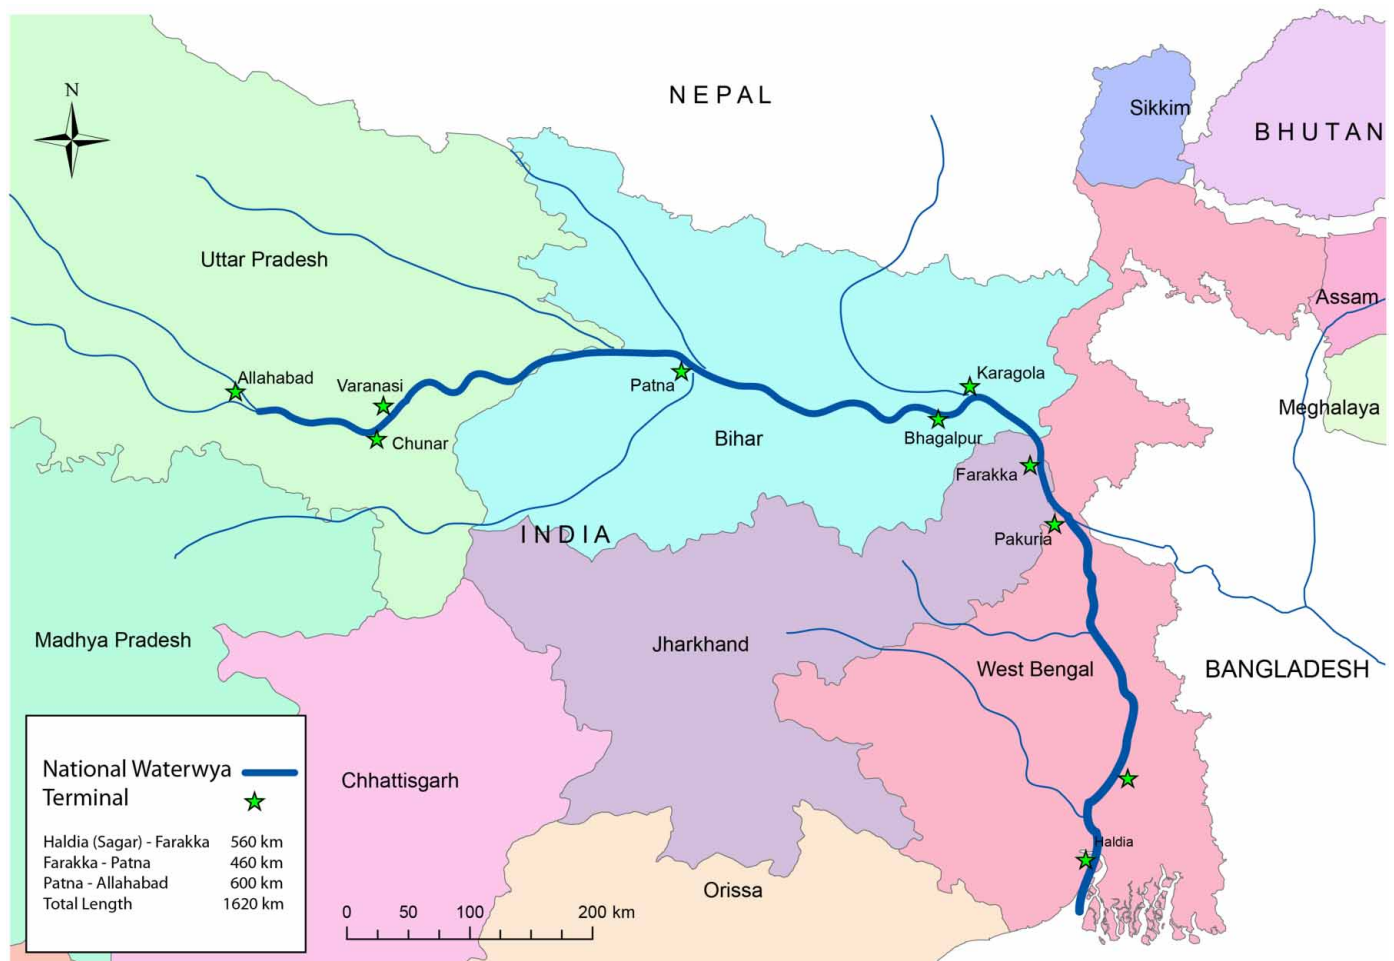 N
NEPAL
Sikkim
BHUTAN
Uttar Pradesh
Assam
Allahabad
Varanasi
Patna
Karagola
Meghalaya
Chunar
Bihar
Bhagalpur
Farakka
INDIA
Pakuria
Madhya Pradesh
Jharkhand
West Bengal
BANGLADESH
Chhattisgarh
Haldia
Orissa
National Waterwya
Terminal
Haldia (Sagar) - Farakka 560 km
Farakka - Patna 460 km
Patna - Allahabad 600 km
Total Length 1620 km
0 50 100 200 km